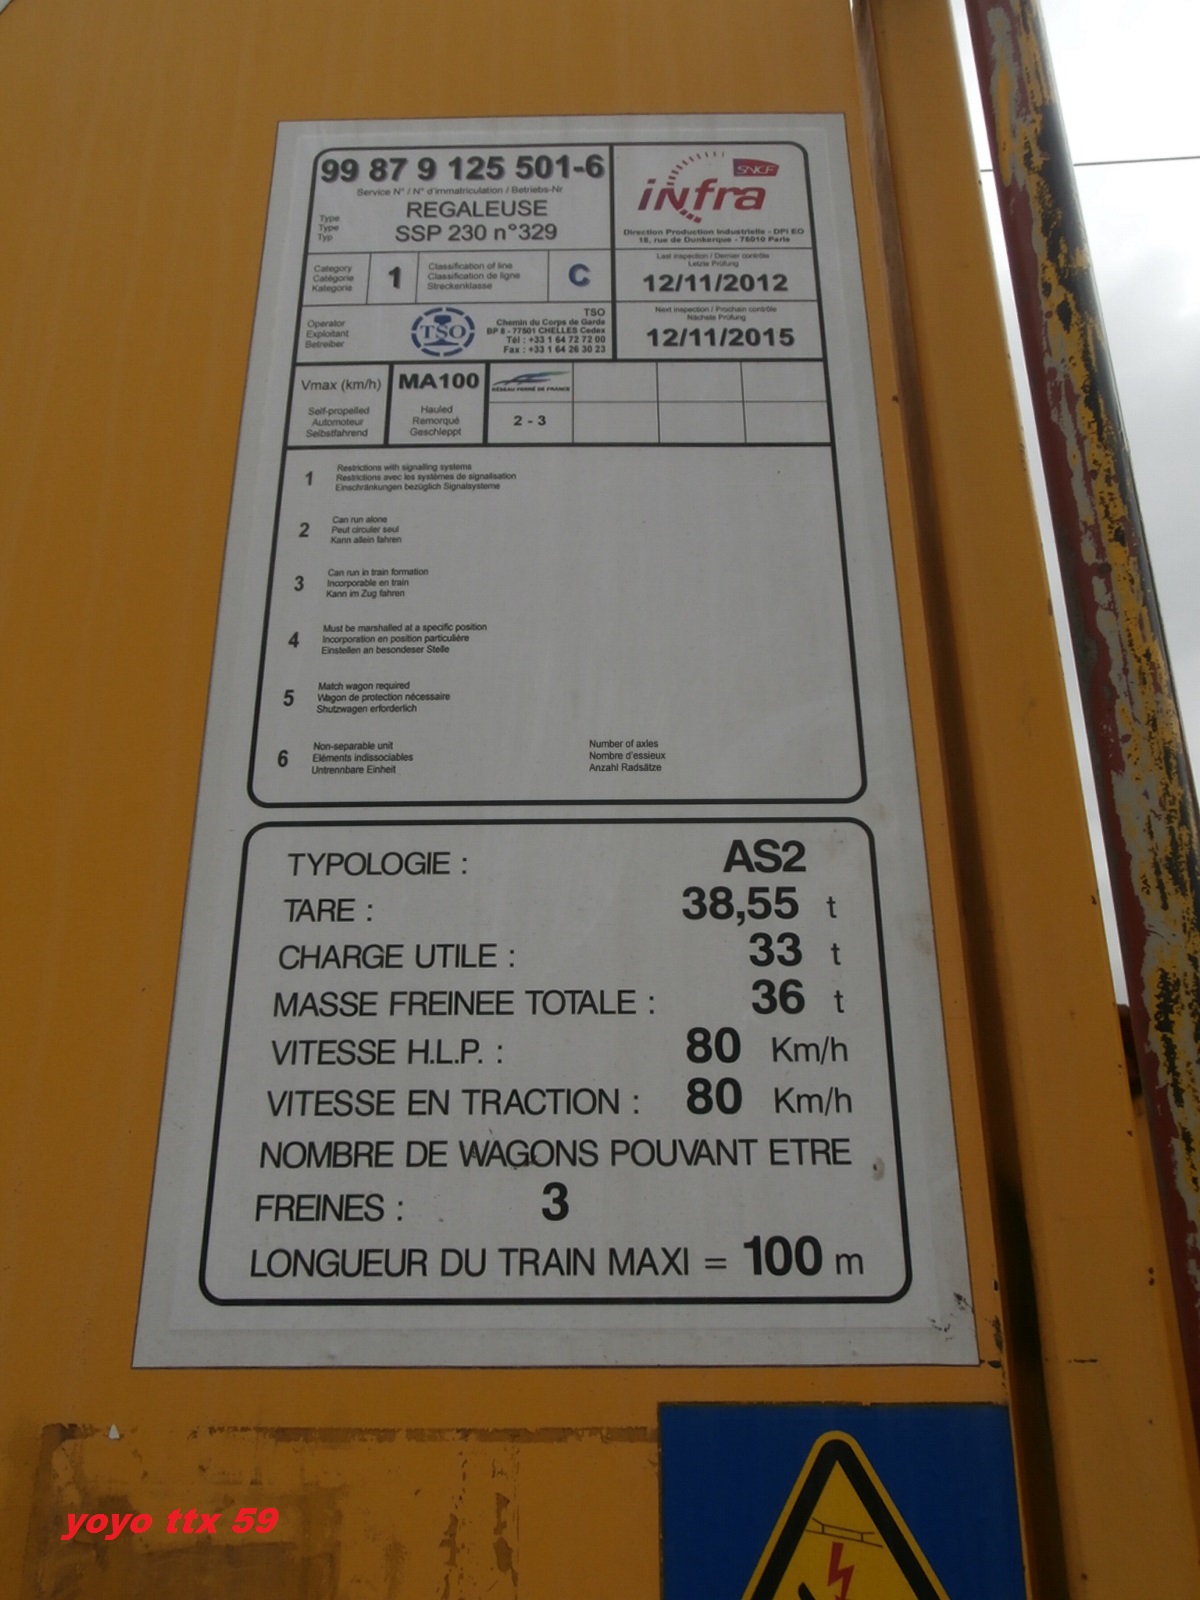 99 87 9 125 501-6
Service N° / N° d'immatriculation / Betriebs-Nr
Type
Type
Typ
REGALEUSE
SSP 230 n°329
SNCF
infra
Direction Production Industrielle - DPI EO
18, rue de Dunkerque - 75010 Paris
Category
Catégorie
Kategorie
1
Classification of line
Classification de ligne
Streckenklasse
C
Last inspection / Dernier contrôle
Letzte Prüfung
12/11/2012
Operator
Exploitant
Betreiber
TSO
TSO
Chemin du Corps de Garde
BP 8 - 77501 CHELLES Cedex
Tél : +33 1 64 72 72 00
Fax : +33 1 64 26 30 23
Next inspection / Prochain contrôle
Nächste Prüfung
12/11/2015
Vmax (km/h)
Self-propelled
Automoteur
Selbstfahrend
MA100
Hauled
Remorqué
Geschleppt
RÉSEAU FERRÉ DE FRANCE
2 - 3
1
Restrictions with signalling systems
Restrictions avec les systèmes de signalisation
Einschränkungen bezüglich Signalsysteme
2
Can run alone
Peut circuler seul
Kann allein fahren
3
Can run in train formation
Incorporable en train
Kann im Zug fahren
4
Must be marshalled at a specific position
Incorporation en position particulière
Einstellen an besondeser Stelle
5
Match wagon required
Wagon de protection nécessaire
Shutzwagen erforderlich
6
Non-separable unit
Eléments indissociables
Untrennbare Einheit
Number of axles
Nombre d'essieux
Anzahl Radsätze
TYPOLOGIE : AS2
TARE : 38,55 t
CHARGE UTILE : 33 t
MASSE FREINEE TOTALE : 36 t
VITESSE H.L.P. : 80 Km/h
VITESSE EN TRACTION : 80 Km/h
NOMBRE DE WAGONS POUVANT ETRE
FREINES : 3
LONGUEUR DU TRAIN MAXI = 100 m
yoyo ttx 59